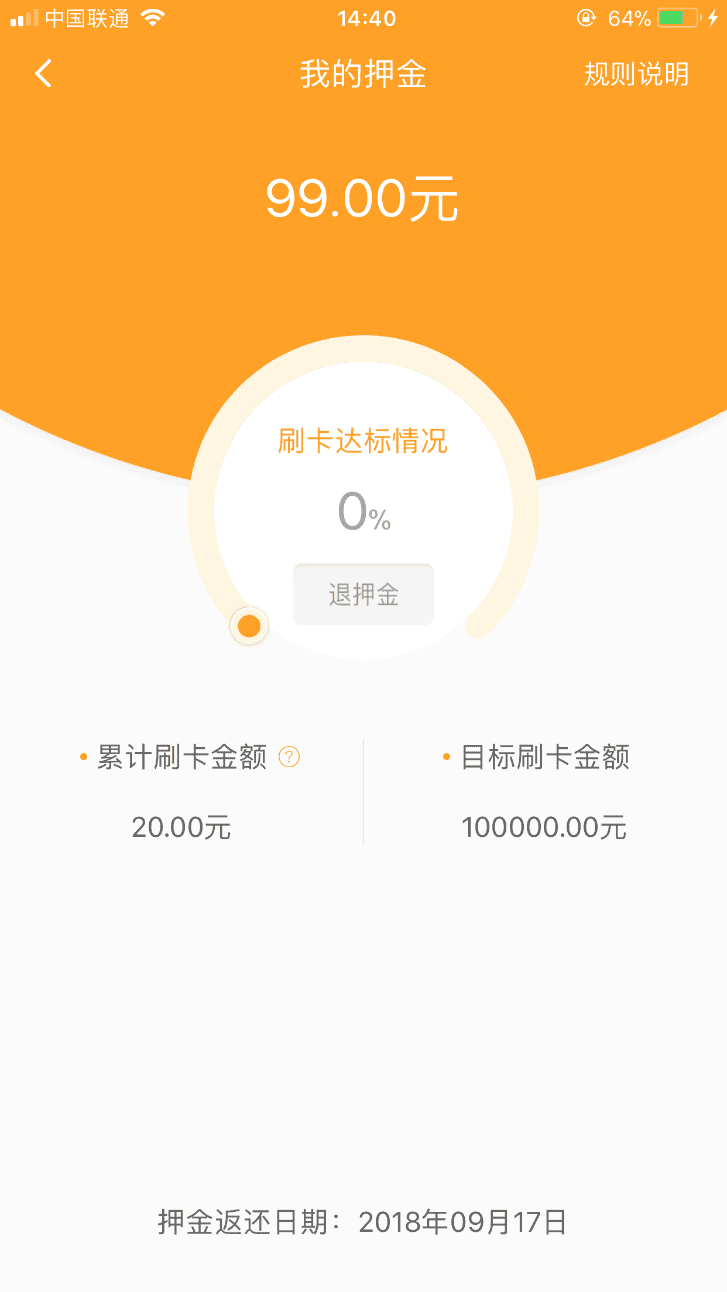 中国联通 14:40 64%
我的押金 规则说明
99.00元
刷卡达标情况
0%
退押金
累计刷卡金额 ? 目标刷卡金额
20.00元 100000.00元
押金返还日期：2018年09月17日